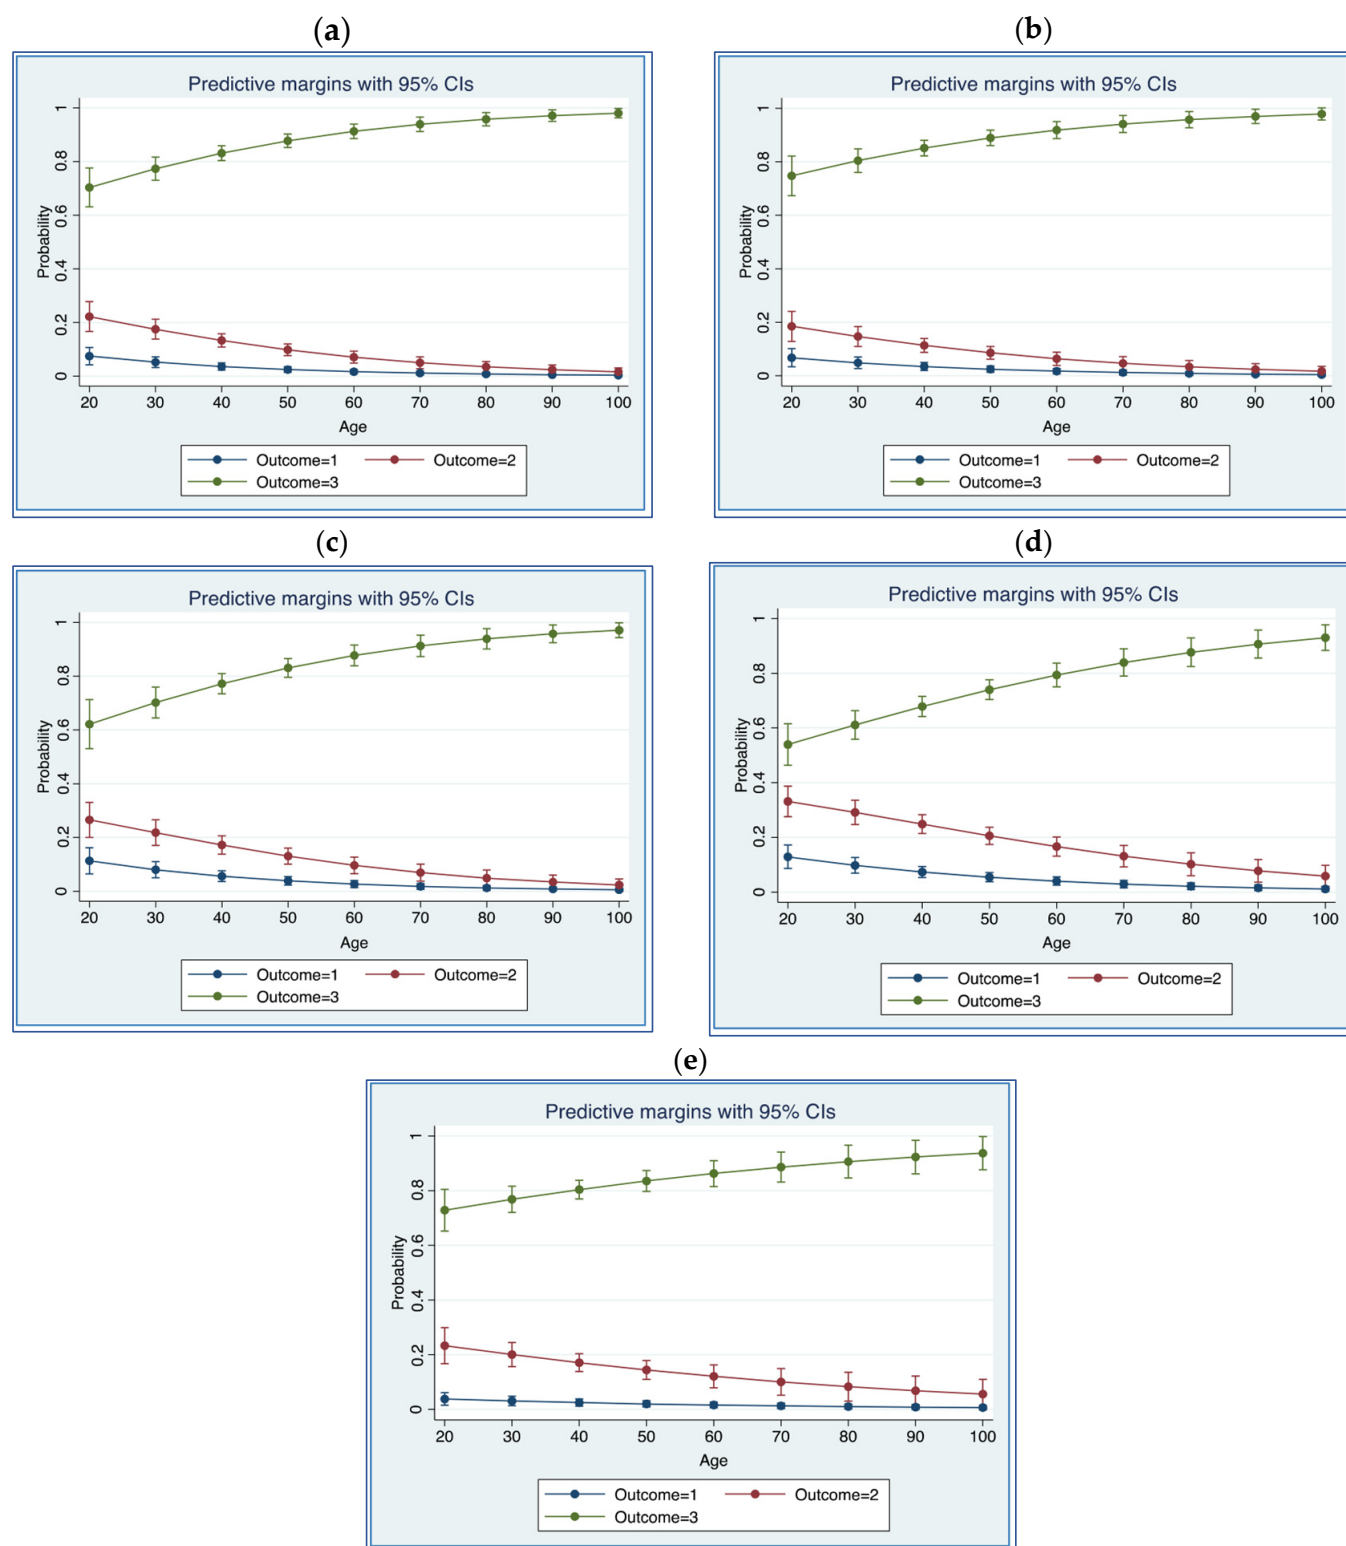 (a)
Predictive margins with 95% CIs
Probability
1
0.8
0.6
0.4
0.2
0
20 30 40 50 60 70 80 90 100
Age
Outcome=1 Outcome=2
Outcome=3
(b)
Predictive margins with 95% CIs
Probability
1
0.8
0.6
0.4
0.2
0
20 30 40 50 60 70 80 90 100
Age
Outcome=1 Outcome=2
Outcome=3
(c)
Predictive margins with 95% CIs
Probability
1
0.8
0.6
0.4
0.2
0
20 30 40 50 60 70 80 90 100
Age
Outcome=1 Outcome=2
Outcome=3
(d)
Predictive margins with 95% CIs
Probability
1
0.8
0.6
0.4
0.2
0
20 30 40 50 60 70 80 90 100
Age
Outcome=1 Outcome=2
Outcome=3
(e)
Predictive margins with 95% CIs
Probability
1
0.8
0.6
0.4
0.2
0
20 30 40 50 60 70 80 90 100
Age
Outcome=1 Outcome=2
Outcome=3